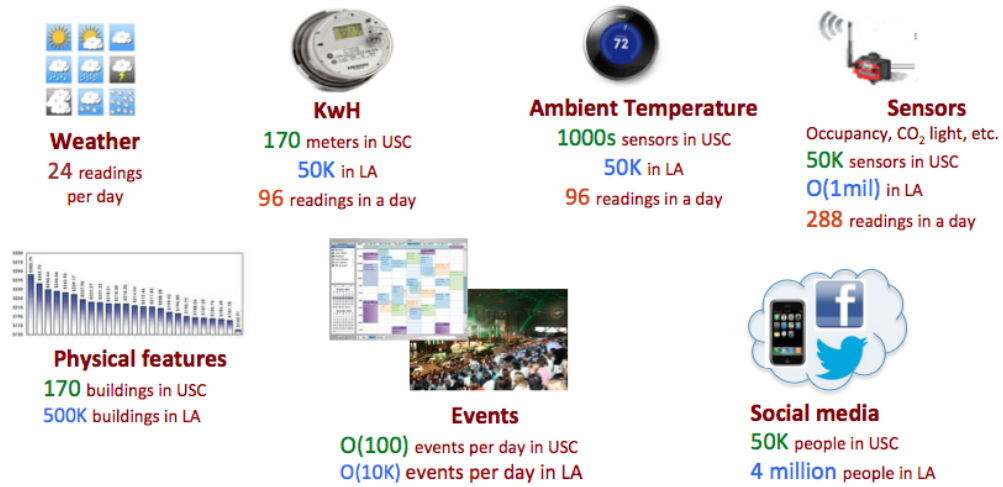 Weather
24 readings
per day
KwH
170 meters in USC
50K in LA
96 readings in a day
72
Ambient Temperature
1000s sensors in USC
50K in LA
96 readings in a day
Sensors
Occupancy, CO₂ light, etc.
50K sensors in USC
O(1mil) in LA
288 readings in a day
Physical features
170 buildings in USC
500K buildings in LA
Events
O(100) events per day in USC
O(10K) events per day in LA
f
Social media
50K people in USC
4 million people in LA